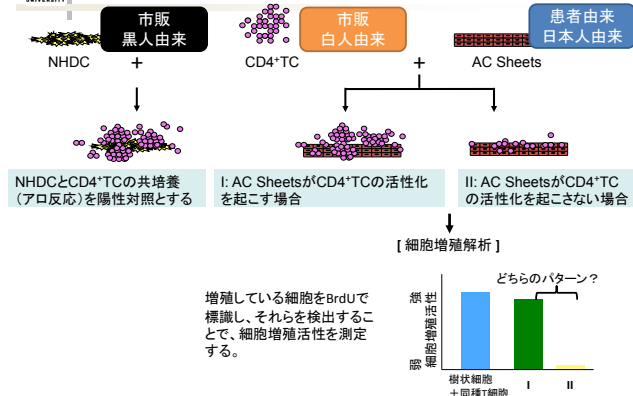 UNIVERSITY
市販
黒人由来
市販
白人由来
患者由来
日本人由来
NHDC
+
CD4+TC
+
AC Sheets
NHDCとCD4+TCの共培養
(アロ反応)を陽性対照とする
I: AC SheetsがCD4+TCの活性化
を起こす場合
II: AC SheetsがCD4+TC
の活性化を起こさない場合
[ 細胞増殖解析 ]
増殖している細胞をBrdUで
標識し、それらを検出するこ
とで、細胞増殖活性を測定
する。
どちらのパターン？
強
細胞増殖活性
弱
樹状細胞
＋同種T細胞
I
II